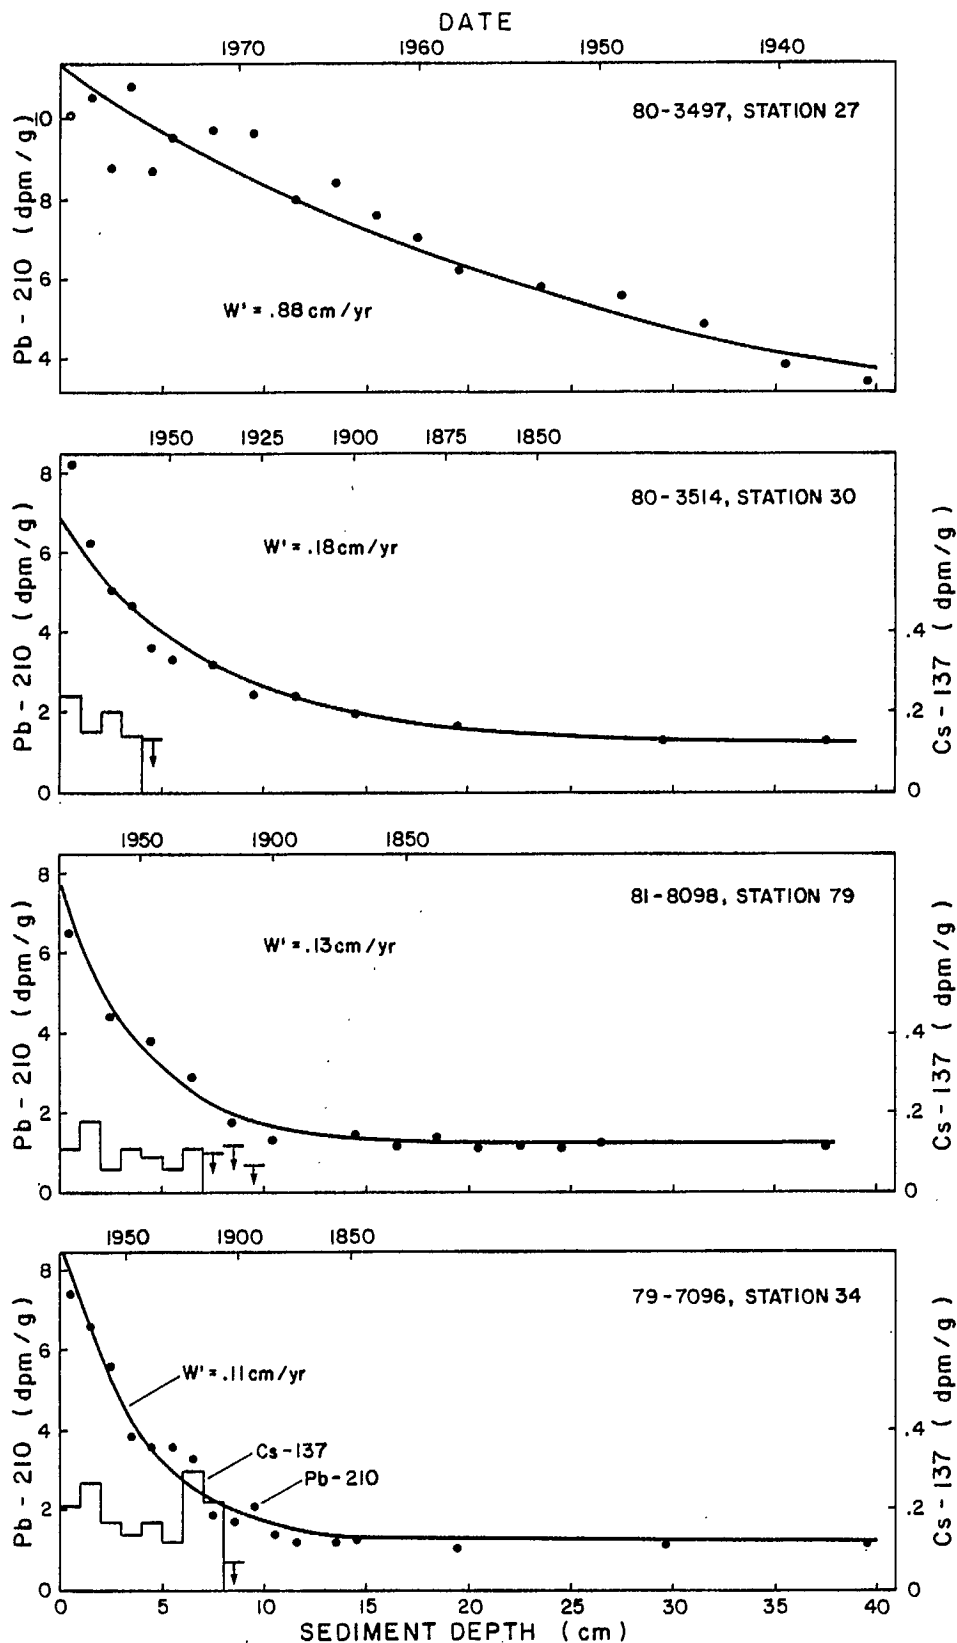 DATE
1970 1960 1950 1940
80-3497, STATION 27
W' = .88 cm/yr
Pb-210 (dpm/g)
10
8
6
4
1950 1925 1900 1875 1850
80-3514, STATION 30
W' = .18 cm/yr
Pb-210 (dpm/g)
8
6
4
2
0
Cs-137 (dpm/g)
.4
.2
0
1950 1900 1850
81-8098, STATION 79
W' = .13 cm/yr
Pb-210 (dpm/g)
8
6
4
2
0
Cs-137 (dpm/g)
.4
.2
0
1950 1900 1850
79-7096, STATION 34
W' = .11 cm/yr
Cs-137
Pb-210
Pb-210 (dpm/g)
8
6
4
2
0
Cs-137 (dpm/g)
.4
.2
0
0 5 10 15 20 25 30 35 40
SEDIMENT DEPTH (cm)